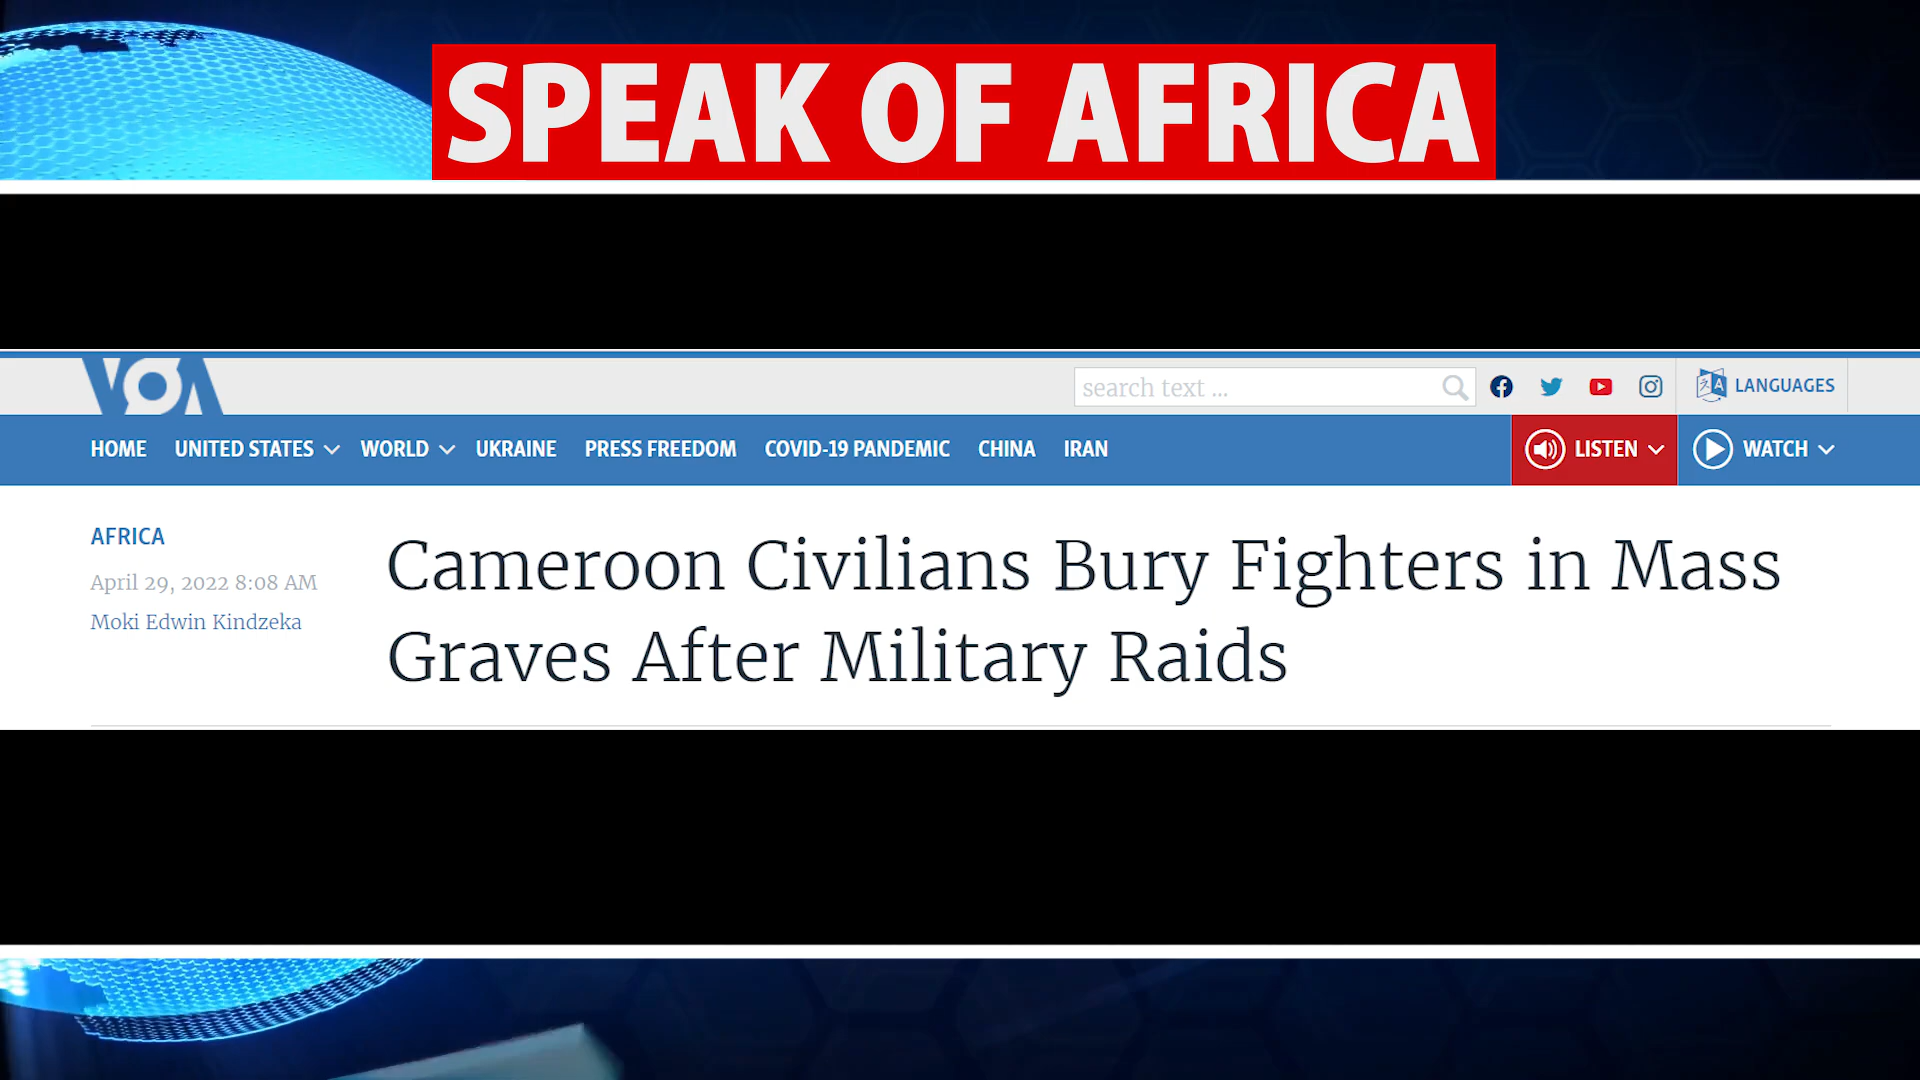 SPEAK OF AFRICA
VOA
search text ...
LANGUAGES
HOME UNITED STATES WORLD UKRAINE PRESS FREEDOM COVID-19 PANDEMIC CHINA IRAN LISTEN WATCH
AFRICA
April 29, 2022 8:08 AM
Moki Edwin Kindzeka
Cameroon Civilians Bury Fighters in Mass
Graves After Military Raids